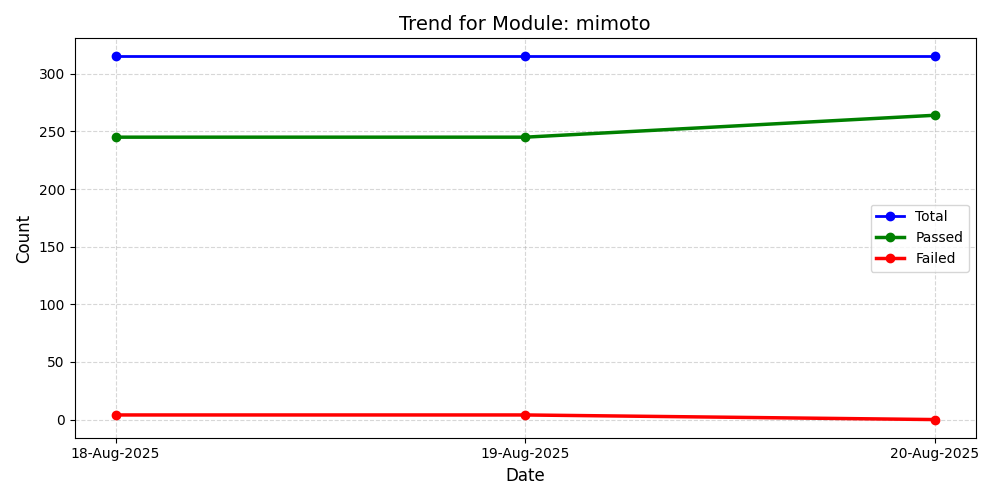 Trend for Module: mimoto
300
250
200
150
100
50
0
Count
Total
Passed
Failed
18-Aug-2025
19-Aug-2025
20-Aug-2025
Date